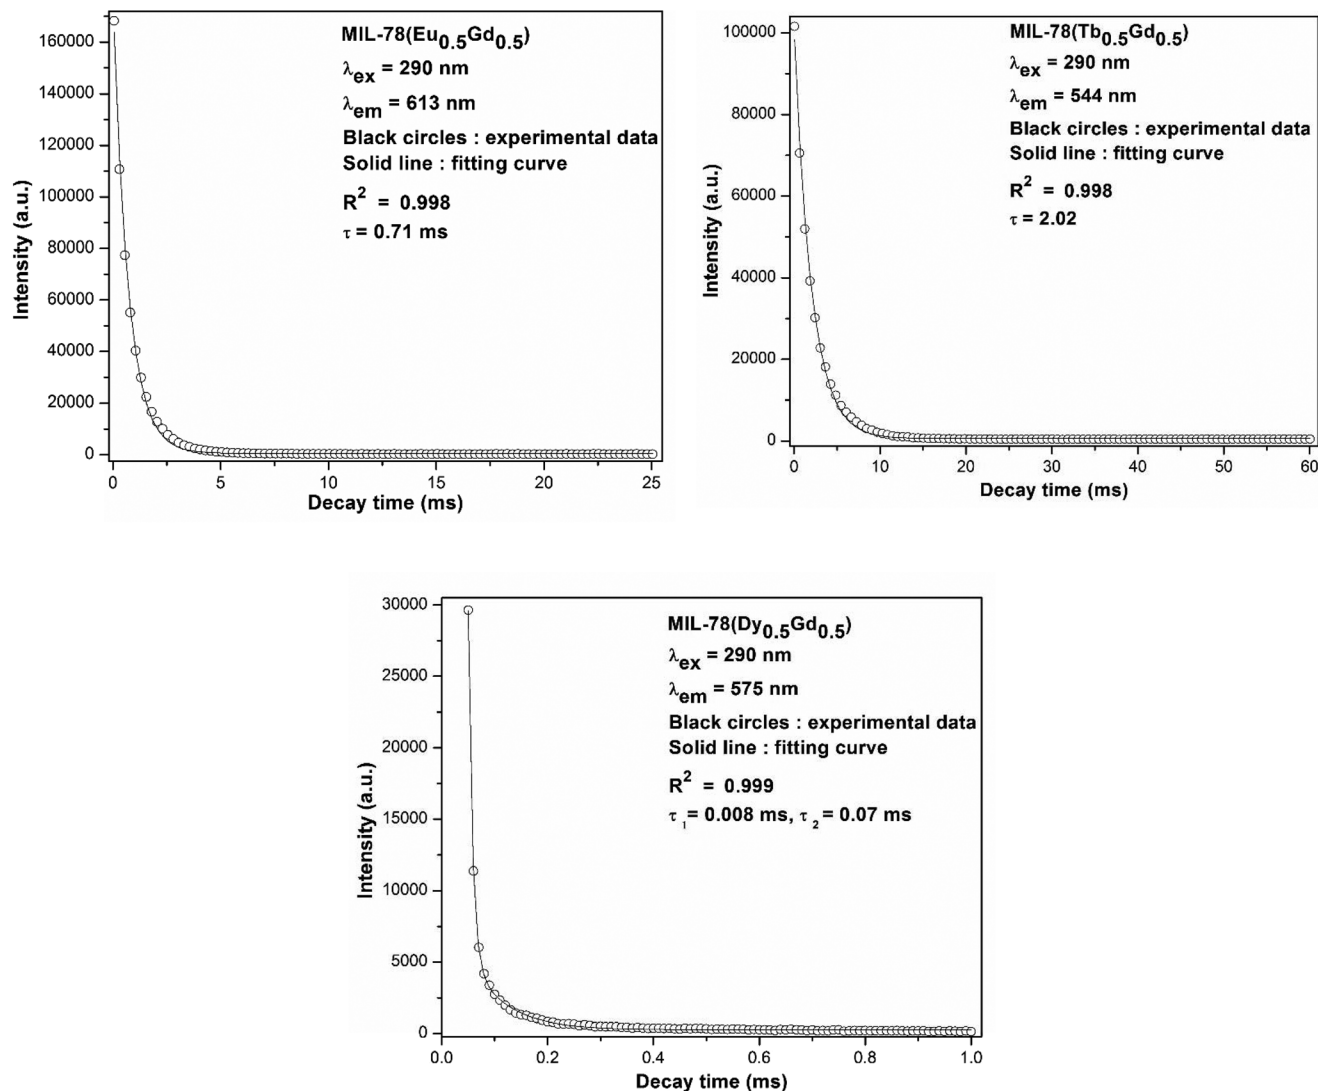 MIL-78(Eu0.5Gd0.5)
λex = 290 nm
λem = 613 nm
Black circles : experimental data
Solid line : fitting curve
R2 = 0.998
τ = 0.71 ms
Intensity (a.u.)
160000
140000
120000
100000
80000
60000
40000
20000
0
0 5 10 15 20 25
Decay time (ms)
MIL-78(Tb0.5Gd0.5)
λex = 290 nm
λem = 544 nm
Black circles : experimental data
Solid line : fitting curve
R2 = 0.998
τ = 2.02
Intensity (a.u.)
100000
80000
60000
40000
20000
0
0 10 20 30 40 50 60
Decay time (ms)
MIL-78(Dy0.5Gd0.5)
λex = 290 nm
λem = 575 nm
Black circles : experimental data
Solid line : fitting curve
R2 = 0.999
τ1 = 0.008 ms, τ2 = 0.07 ms
Intensity (a.u.)
30000
25000
20000
15000
10000
5000
0
0.0 0.2 0.4 0.6 0.8 1.0
Decay time (ms)